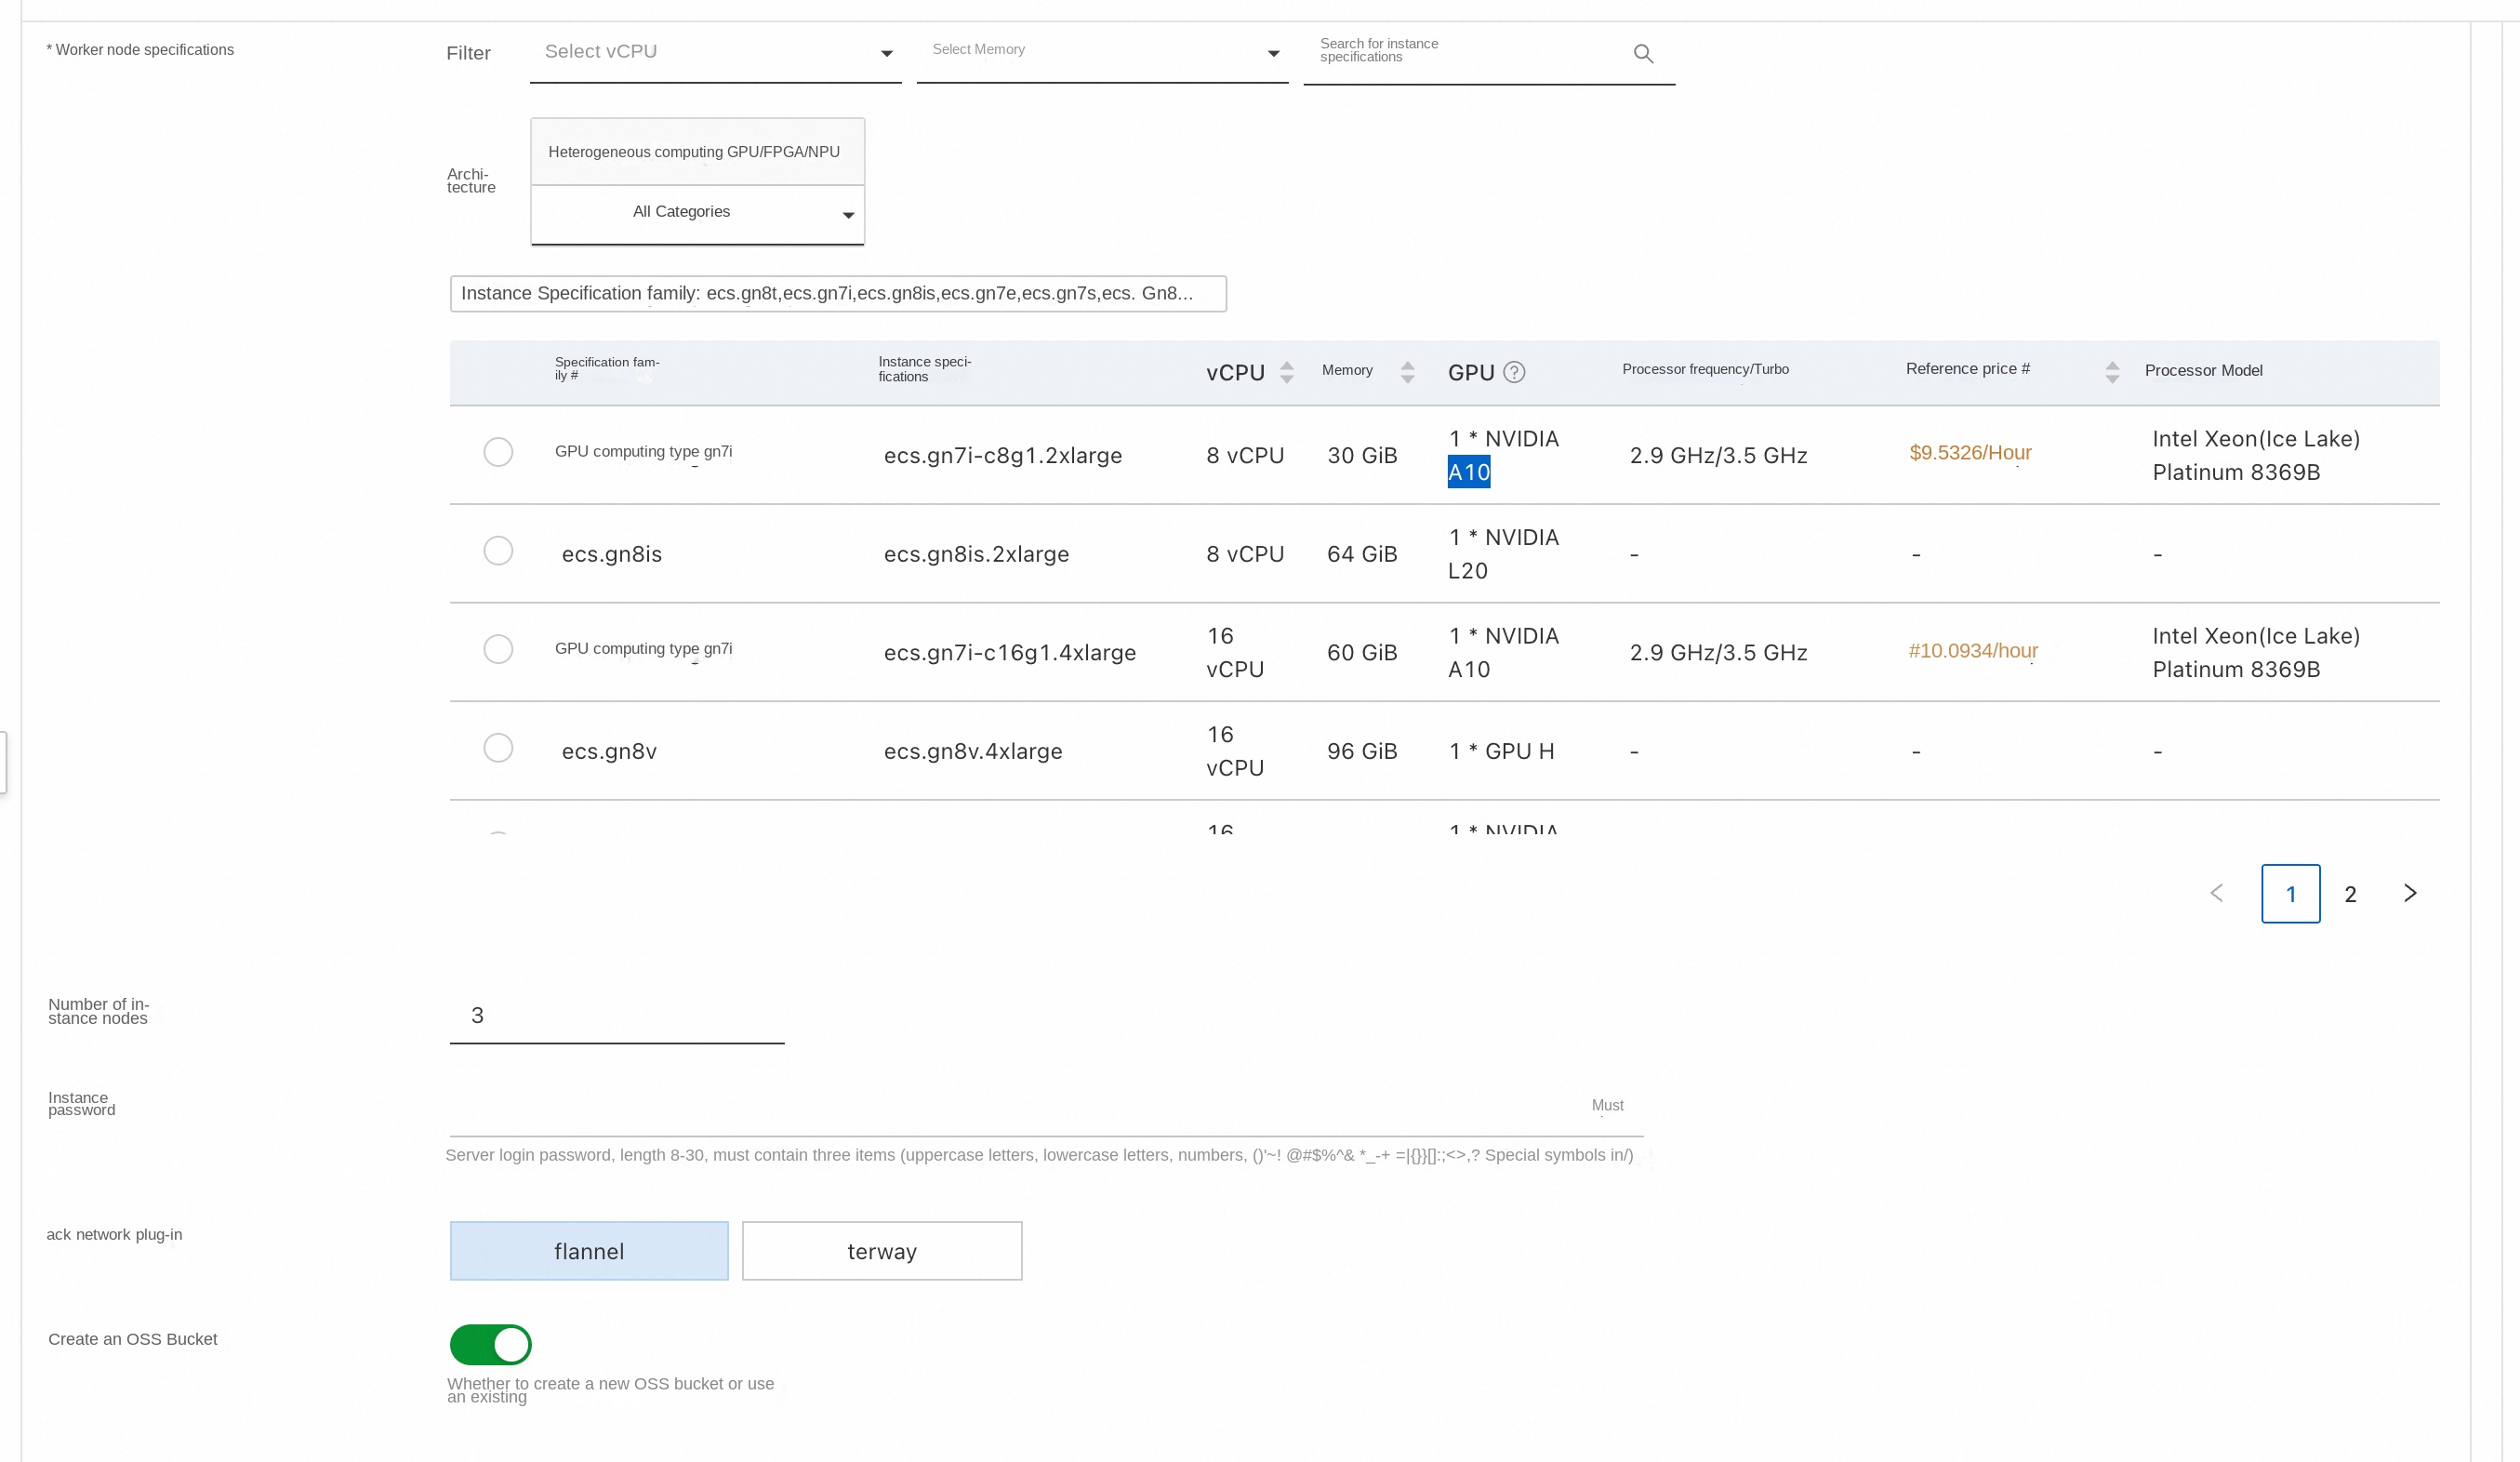 * Worker node specifications
Filter
Select vCPU
Select Memory
Search for instance
specifications
Archi-
tecture
Heterogeneous computing GPU/FPGA/NPU
All Categories
Instance Specification family: ecs.gn8t,ecs.gn7i,ecs.gn8is,ecs.gn7e,ecs.gn7s,ecs. Gn8...
Specification fam-
ily #
Instance speci-
fications
vCPU
Memory
GPU ?
Processor frequency/Turbo
Reference price #
Processor Model
GPU computing type gn7i
ecs.gn7i-c8g1.2xlarge
8 vCPU
30 GiB
1 * NVIDIA
A10
2.9 GHz/3.5 GHz
$9.5326/Hour
Intel Xeon(Ice Lake)
Platinum 8369B
ecs.gn8is
ecs.gn8is.2xlarge
8 vCPU
64 GiB
1 * NVIDIA
L20
-
-
-
GPU computing type gn7i
ecs.gn7i-c16g1.4xlarge
16
vCPU
60 GiB
1 * NVIDIA
A10
2.9 GHz/3.5 GHz
#10.0934/hour
Intel Xeon(Ice Lake)
Platinum 8369B
ecs.gn8v
ecs.gn8v.4xlarge
16
vCPU
96 GiB
1 * GPU H
-
-
-
16
1 * NVIDIA
< 1 2 >
Number of in-
stance nodes
3
Instance
password
Must
Server login password, length 8-30, must contain three items (uppercase letters, lowercase letters, numbers, ()'~! @#$%^& *_-+ =|{}}[]:;<>,? Special symbols in/)
ack network plug-in
flannel
terway
Create an OSS Bucket
Whether to create a new OSS bucket or use
an existing